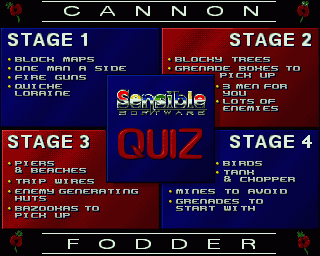 CANNON
STAGE 1
• BLOCK MAPS
• ONE MAN A SIDE
• FIRE GUNS
• QUICHE
LORAINE
STAGE 2
• BLOCKY TREES
• GRENADE BOXES TO
PICK UP
• 3 MEN FOR
YOU
• LOTS OF
ENEMIES
Sensible
SOFTWARE
QUIZ
STAGE 3
• PIERS
& BEACHES
• TRIP WIRES
• ENEMY GENERATING
HUTS
• BAZOOKAS TO
PICK UP
STAGE 4
• BIRDS
• TANK
& CHOPPER
• MINES TO AVOID
• GRENADES TO
START WITH
FODDER